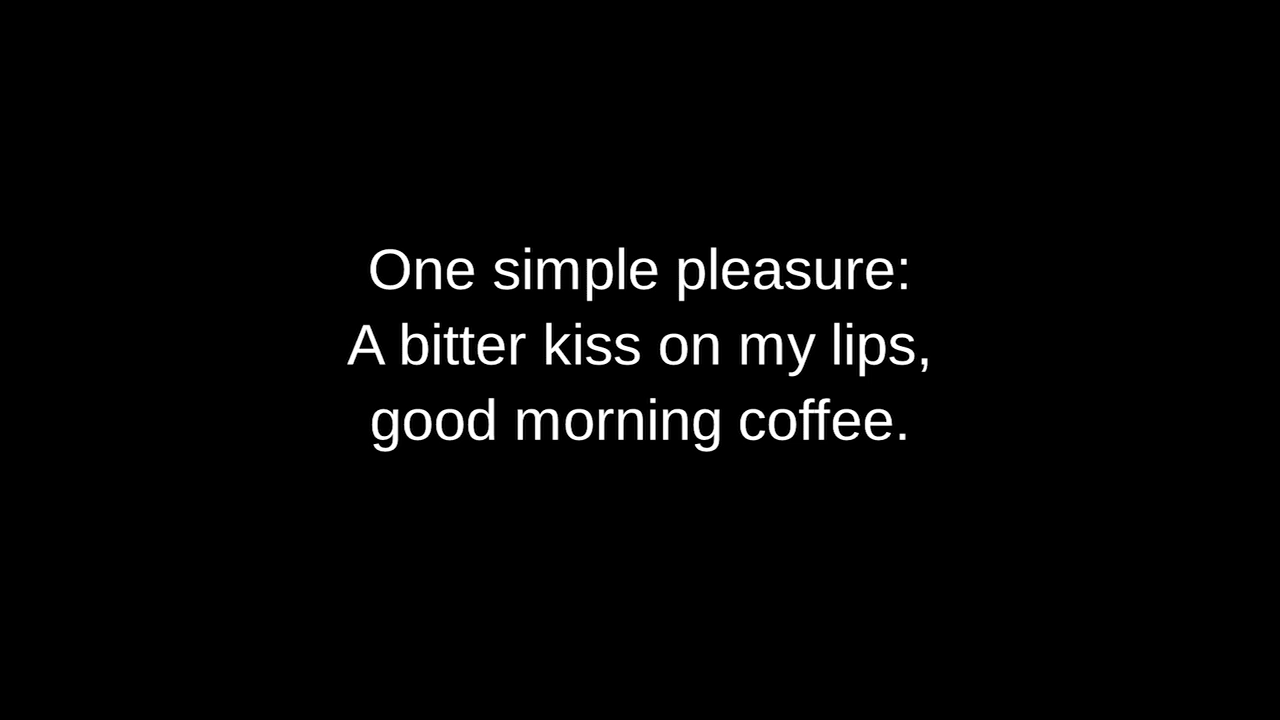 One simple pleasure:
A bitter kiss on my lips,
good morning coffee.